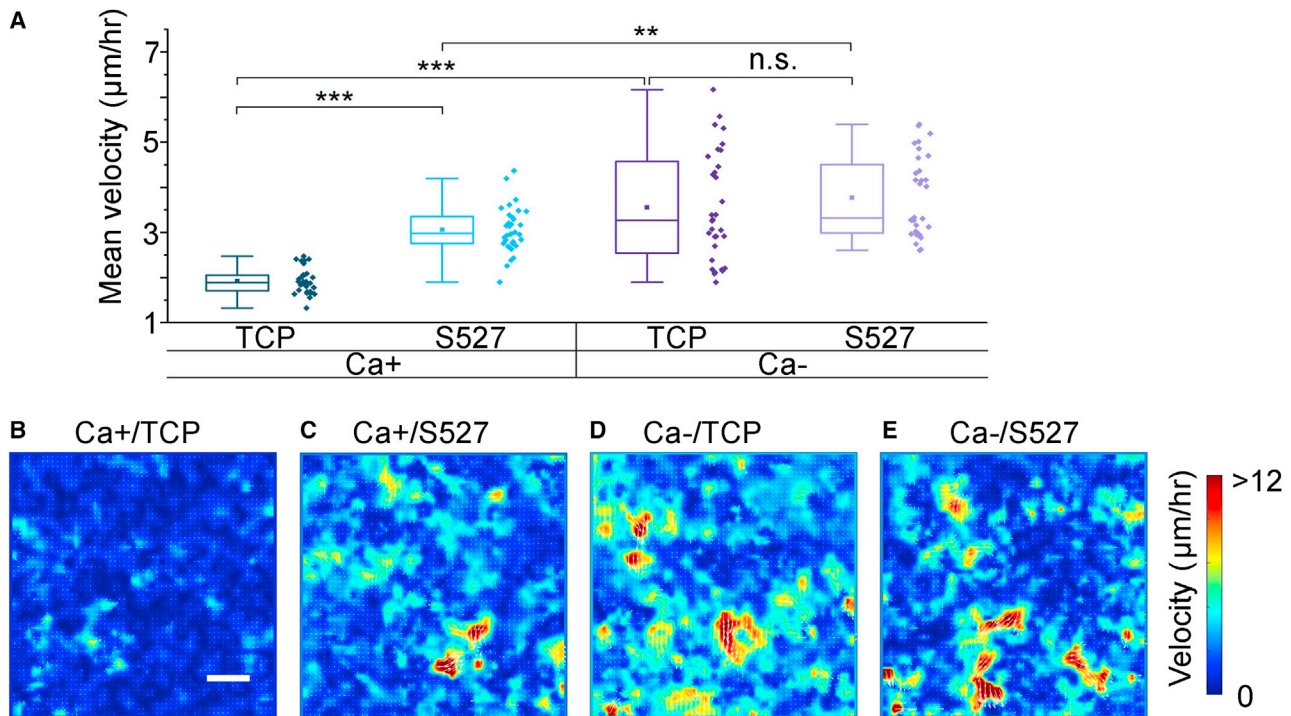 A
Mean velocity (µm/hr)
7
5
3
1
**
***
n.s.
***
TCP
S527
TCP
S527
Ca+
Ca-
B
Ca+/TCP
C
Ca+/S527
D
Ca-/TCP
E
Ca-/S527
Velocity (µm/hr)
>12
0